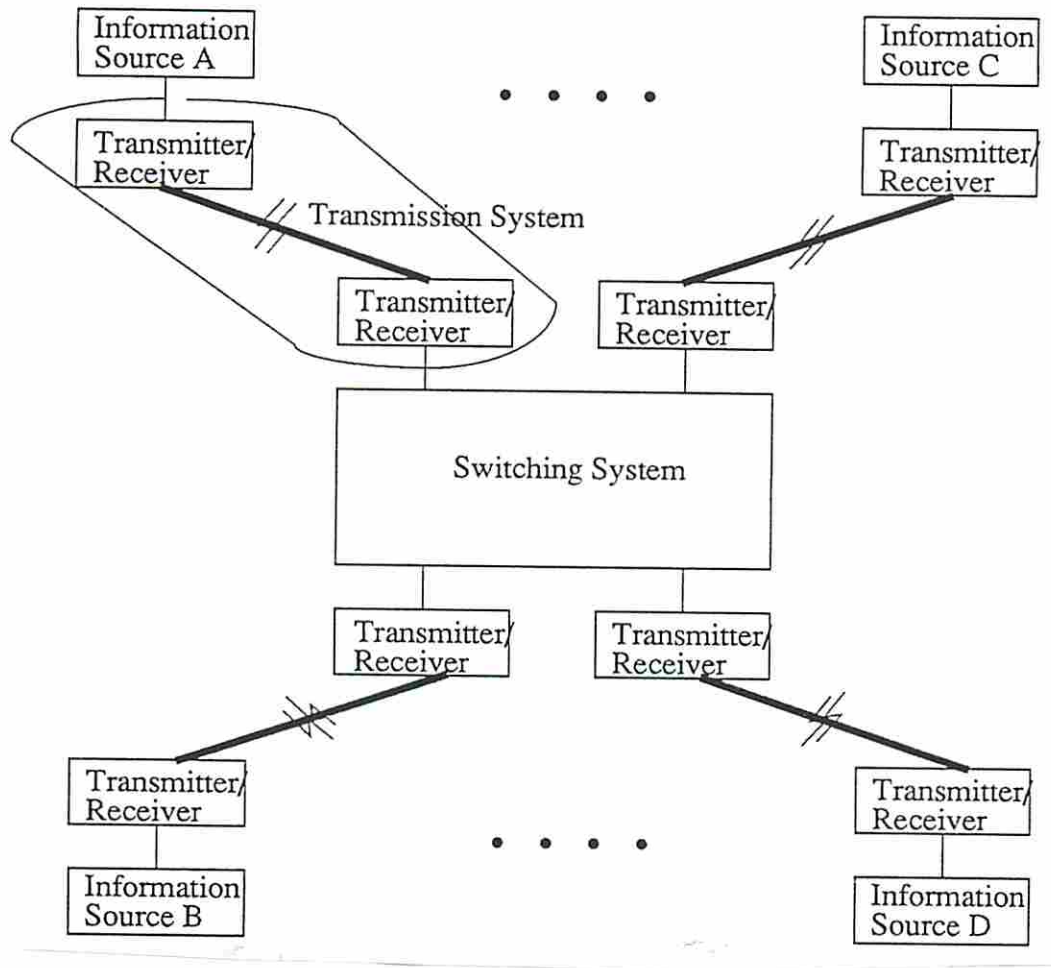 Information
Source A
Information
Source C
Transmitter/
Receiver
Transmitter/
Receiver
Transmission System
Transmitter/
Receiver
Transmitter/
Receiver
Switching System
Transmitter/
Receiver
Transmitter/
Receiver
Transmitter/
Receiver
Transmitter/
Receiver
Information
Source B
Information
Source D